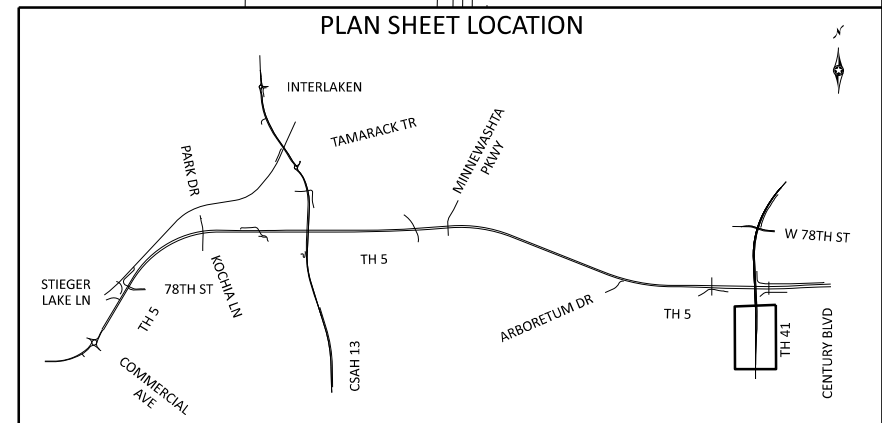 PLAN SHEET LOCATION
N
INTERLAKEN
TAMARACK TR
MINNEWASHTA
PKWY
PARK DR
W 78TH ST
KOCHIA LN
TH 5
STIEGER
LAKE LN
78TH ST
TH 5
ARBORETUM DR
TH 5
TH 41
CENTURY BLVD
CSAH 13
COMMERCIAL
AVE